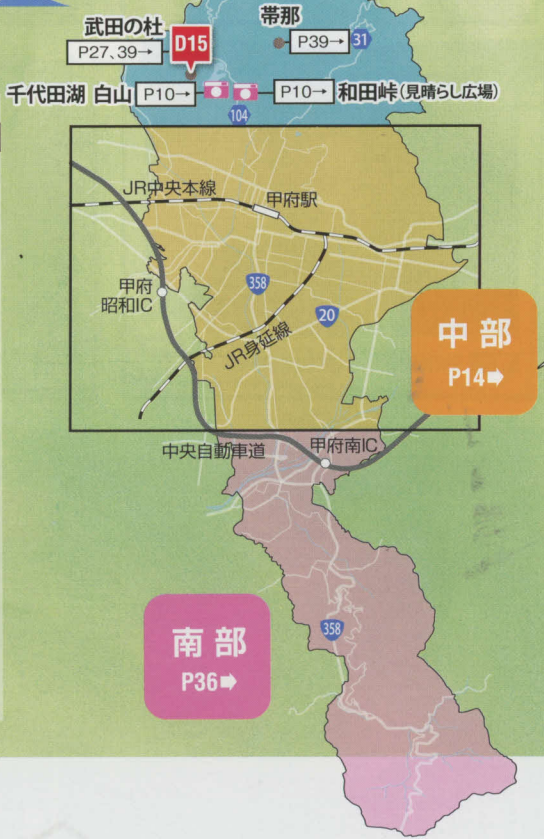 武田の杜
P27、39→
D15
帯那
P39→
31
千代田湖 白山
P10→
P10→
和田峠(見晴らし広場)
104
JR中央本線
甲府駅
甲府
昭和IC
358
20
JR身延線
中部
P14➡
中央自動車道
甲府南IC
358
南部
P36➡